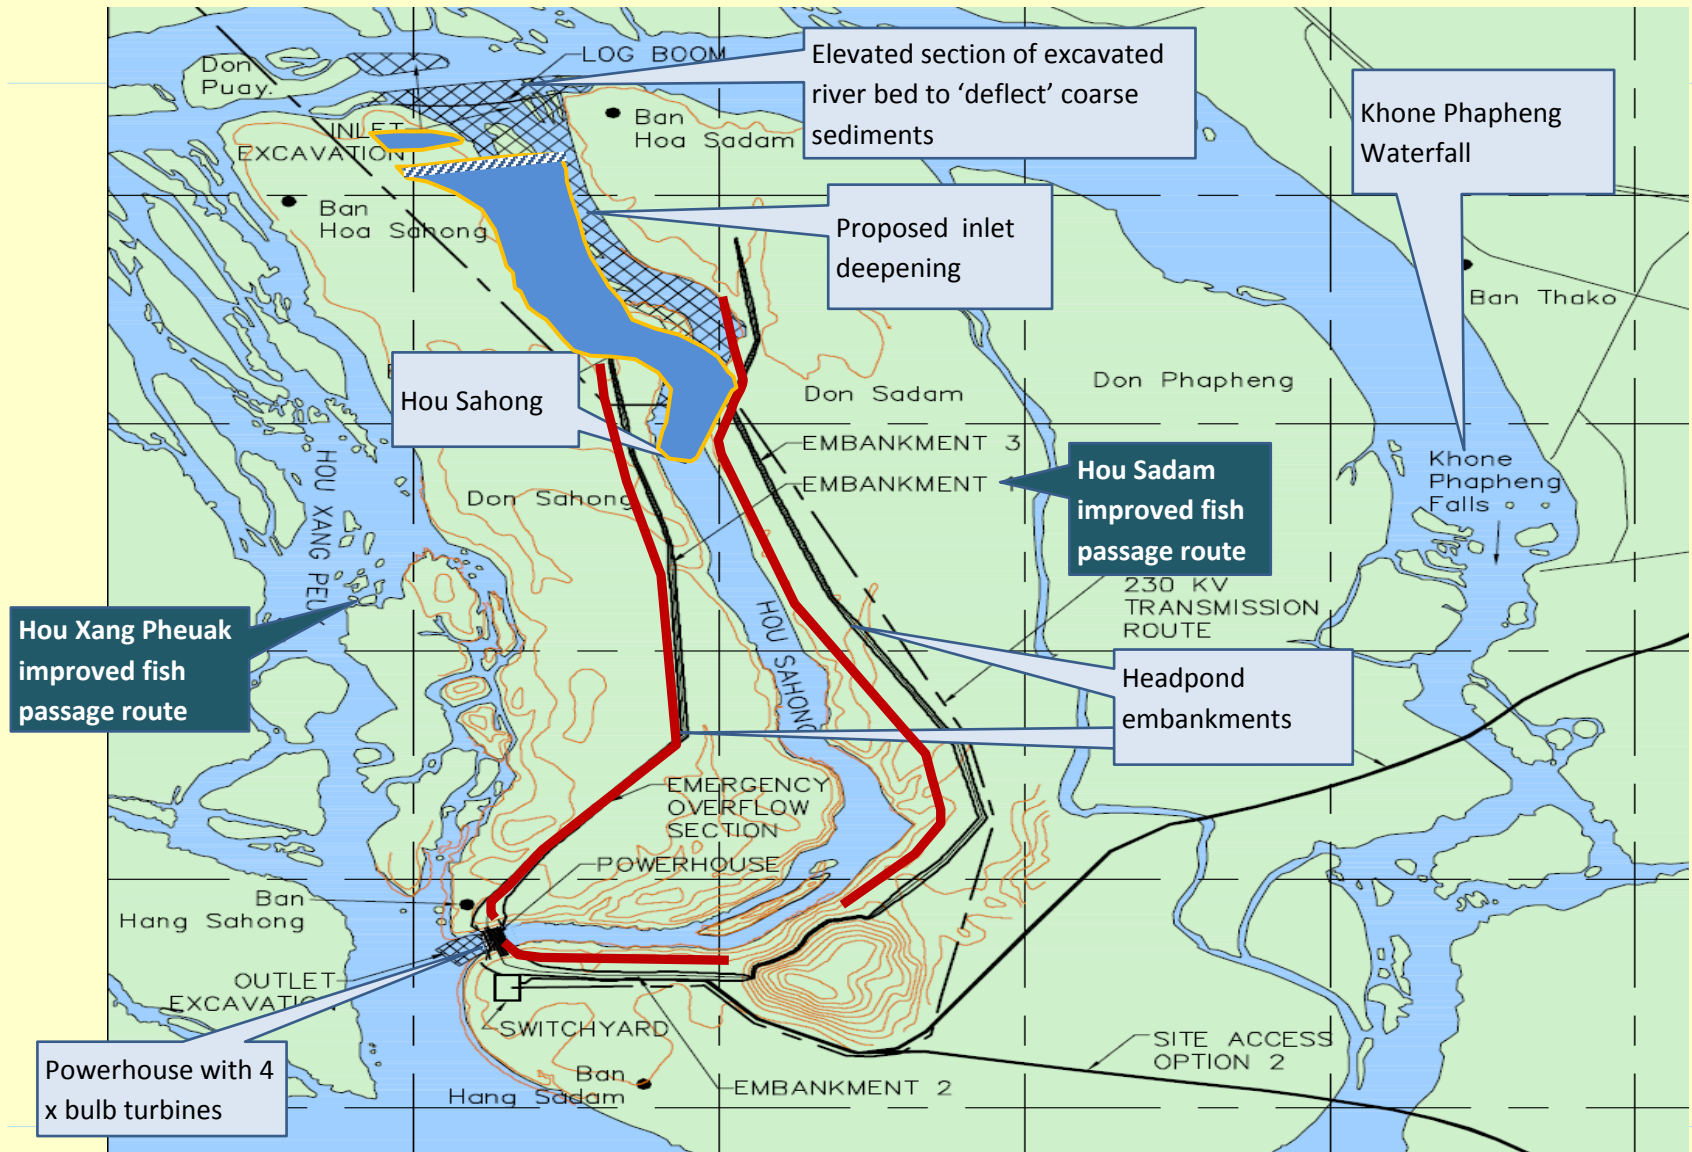 LOG BOOM
Don
Puay.
Elevated section of excavated
river bed to ‘deflect’ coarse
sediments
Khone Phapheng
Waterfall
INLET
EXCAVATION
Ban
Hoa Sadam
Ban
Hoa Sahong
Proposed inlet
deepening
Ban Thako
Hou Sahong
Don Sadam
Don Phapheng
EMBANKMENT 3
EMBANKMENT
Hou Sadam
improved fish
passage route
Khone
Phapheng
Falls
Don Sahong
HOU XANG
230 KV
TRANSMISSION
ROUTE
HOU SAHONG
Hou Xang Pheuak
improved fish
passage route
Headpond
embankments
EMERGENCY
OVERFLOW
SECTION
POWERHOUSE
Ban
Hang Sahong
OUTLET
EXCAVATION
SWITCHYARD
Powerhouse with 4
x bulb turbines
Ban
Hang Sadam
EMBANKMENT 2
SITE ACCESS
OPTION 2